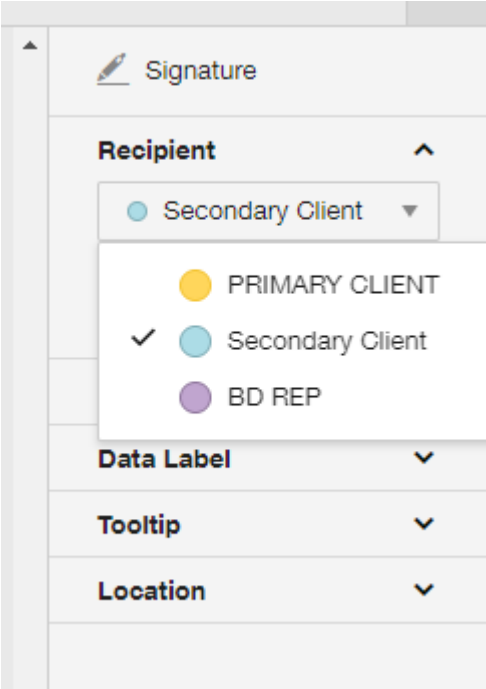 Signature
Recipient
Secondary Client
PRIMARY CLIENT
Secondary Client
BD REP
Data Label
Tooltip
Location